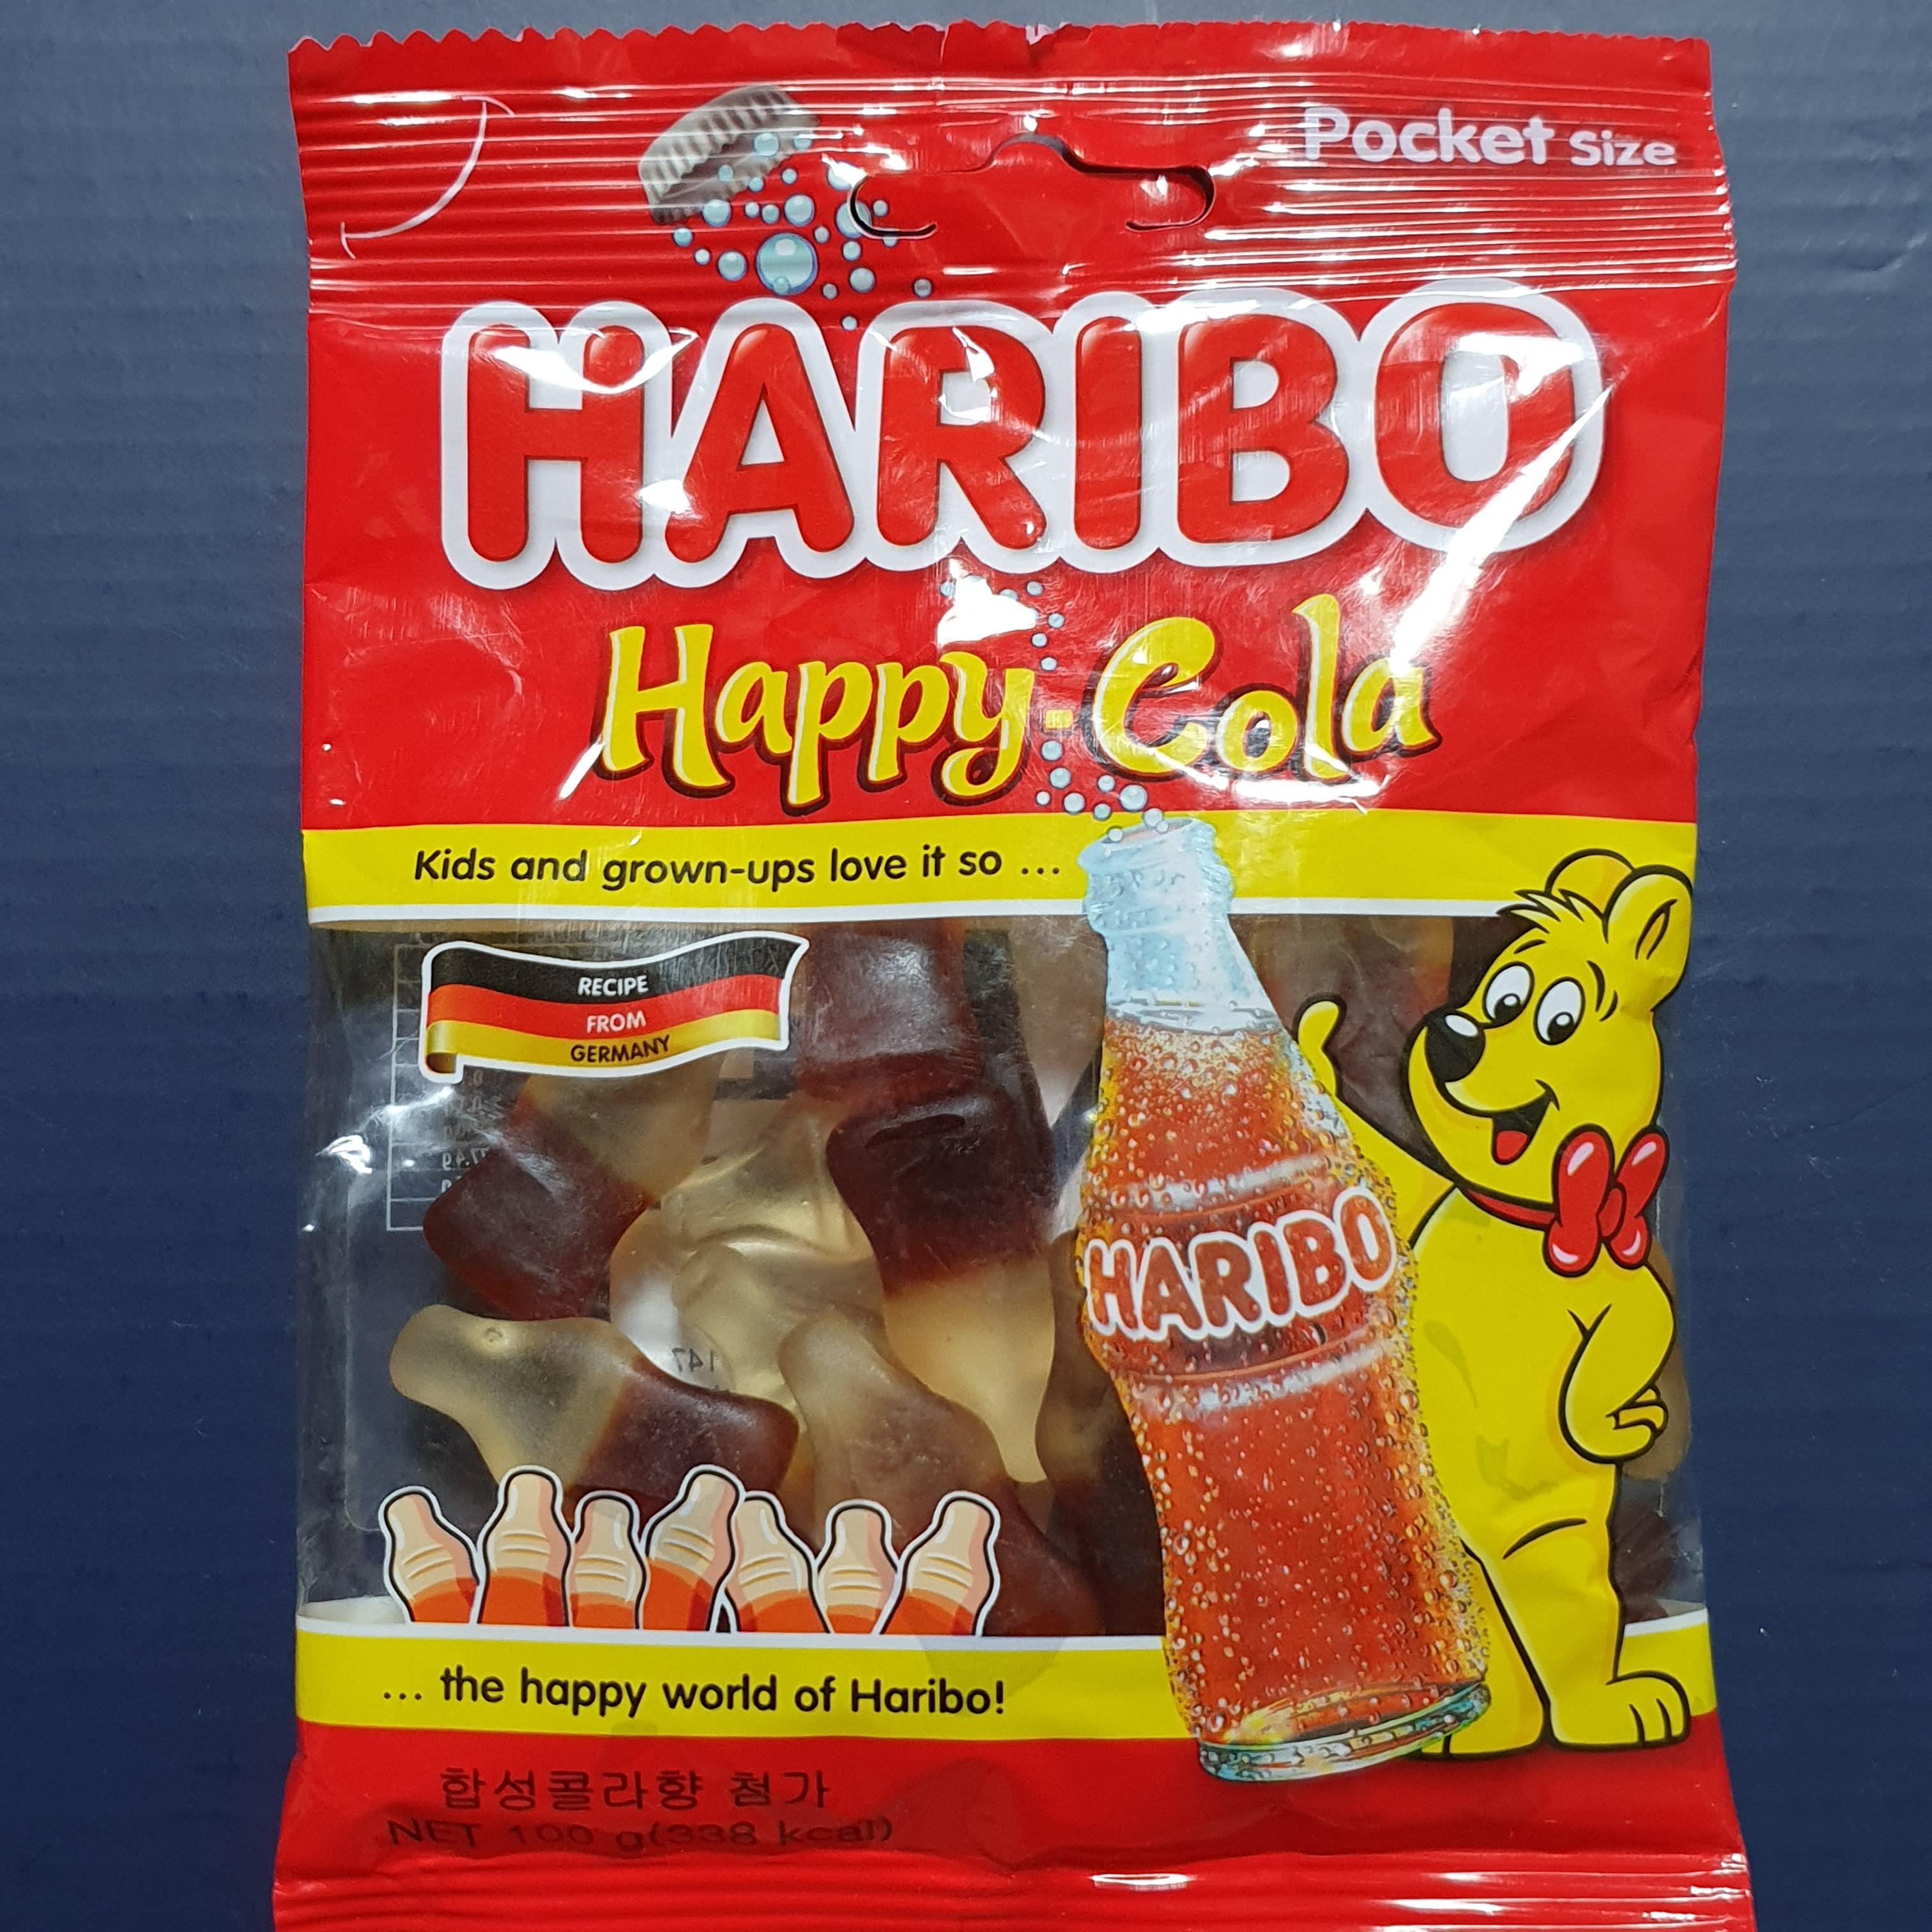 Pocket Size
HARIBO
Happy-Cola
Kids and grown-ups love it so ...
RECIPE
FROM
GERMANY
HARIBO
... the happy world of Haribo!
합성콜라향 첨가
NET 100 g(338 kcal)